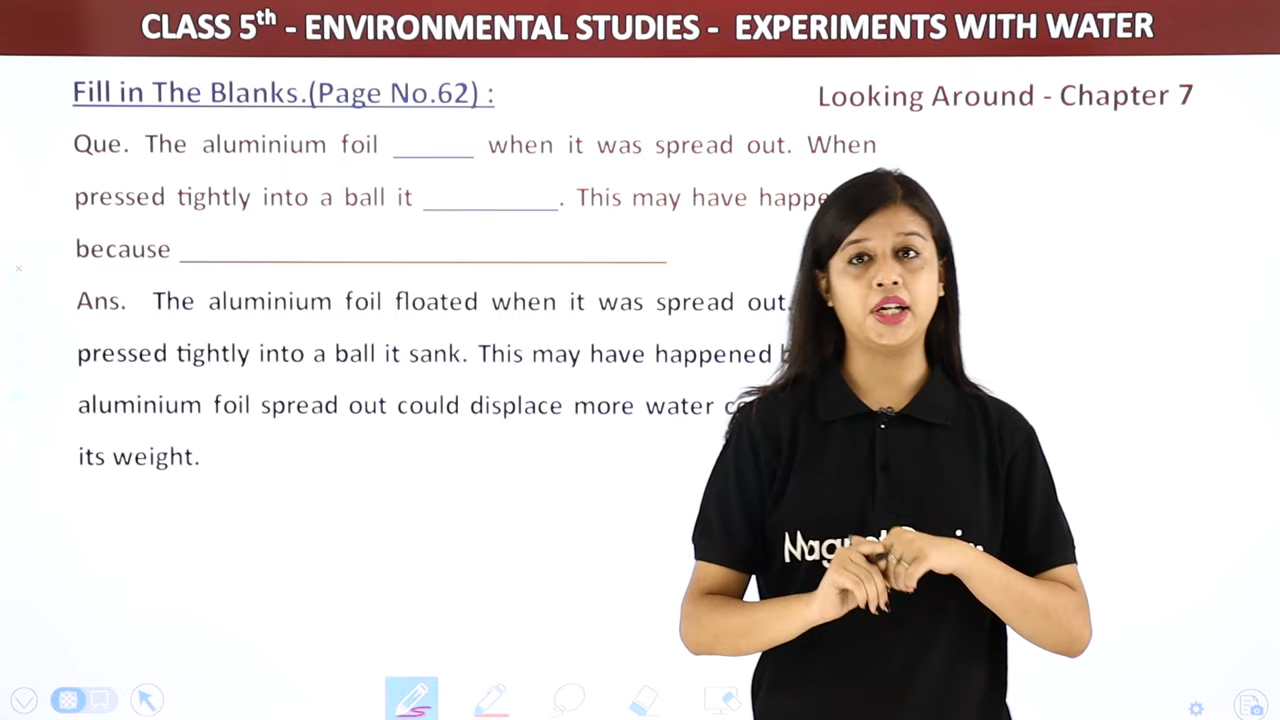 CLASS 5th - ENVIRONMENTAL STUDIES - EXPERIMENTS WITH WATER
Fill in The Blanks.(Page No.62) :
Looking Around - Chapter 7
Que. The aluminium foil ______ when it was spread out. When
pressed tightly into a ball it __________. This may have
because ____________________________________
Ans. The aluminium foil floated when it was spread out.
pressed tightly into a ball it sank. This may have happened
aluminium foil spread out could displace more water
its weight.